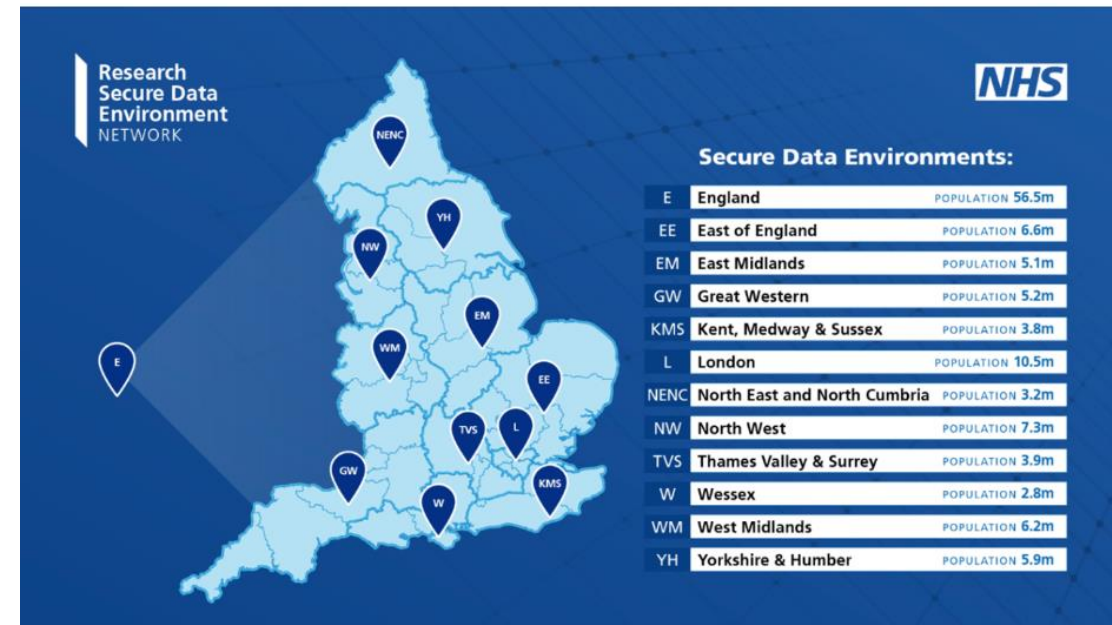 Research
Secure Data
Environment
NETWORK
NHS
NENC
YH
NW
EM
WM
E
EE
TVS
L
GW
KMS
W
Secure Data Environments:
E England POPULATION 56.5m
EE East of England POPULATION 6.6m
EM East Midlands POPULATION 5.1m
GW Great Western POPULATION 5.2m
KMS Kent, Medway & Sussex POPULATION 3.8m
L London POPULATION 10.5m
NENC North East and North Cumbria POPULATION 3.2m
NW North West POPULATION 7.3m
TVS Thames Valley & Surrey POPULATION 3.9m
W Wessex POPULATION 2.8m
WM West Midlands POPULATION 6.2m
YH Yorkshire & Humber POPULATION 5.9m